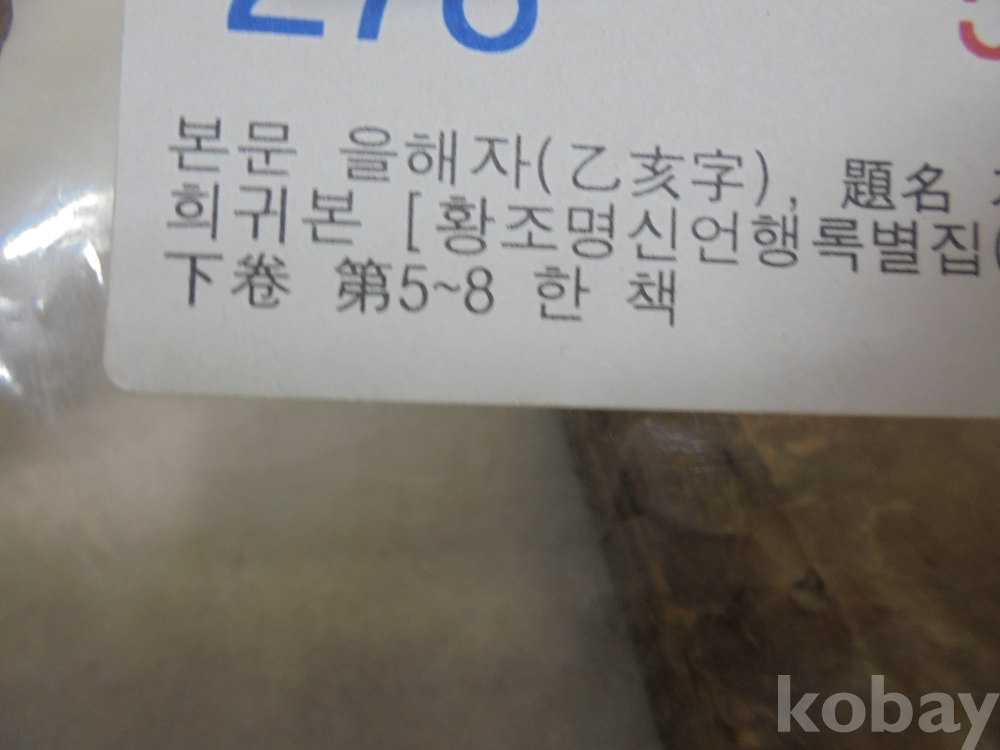 본문 을해자(乙亥字), 題名
희귀본 [황조명신언행록별집(
下卷 第5~8 한 책
kobay